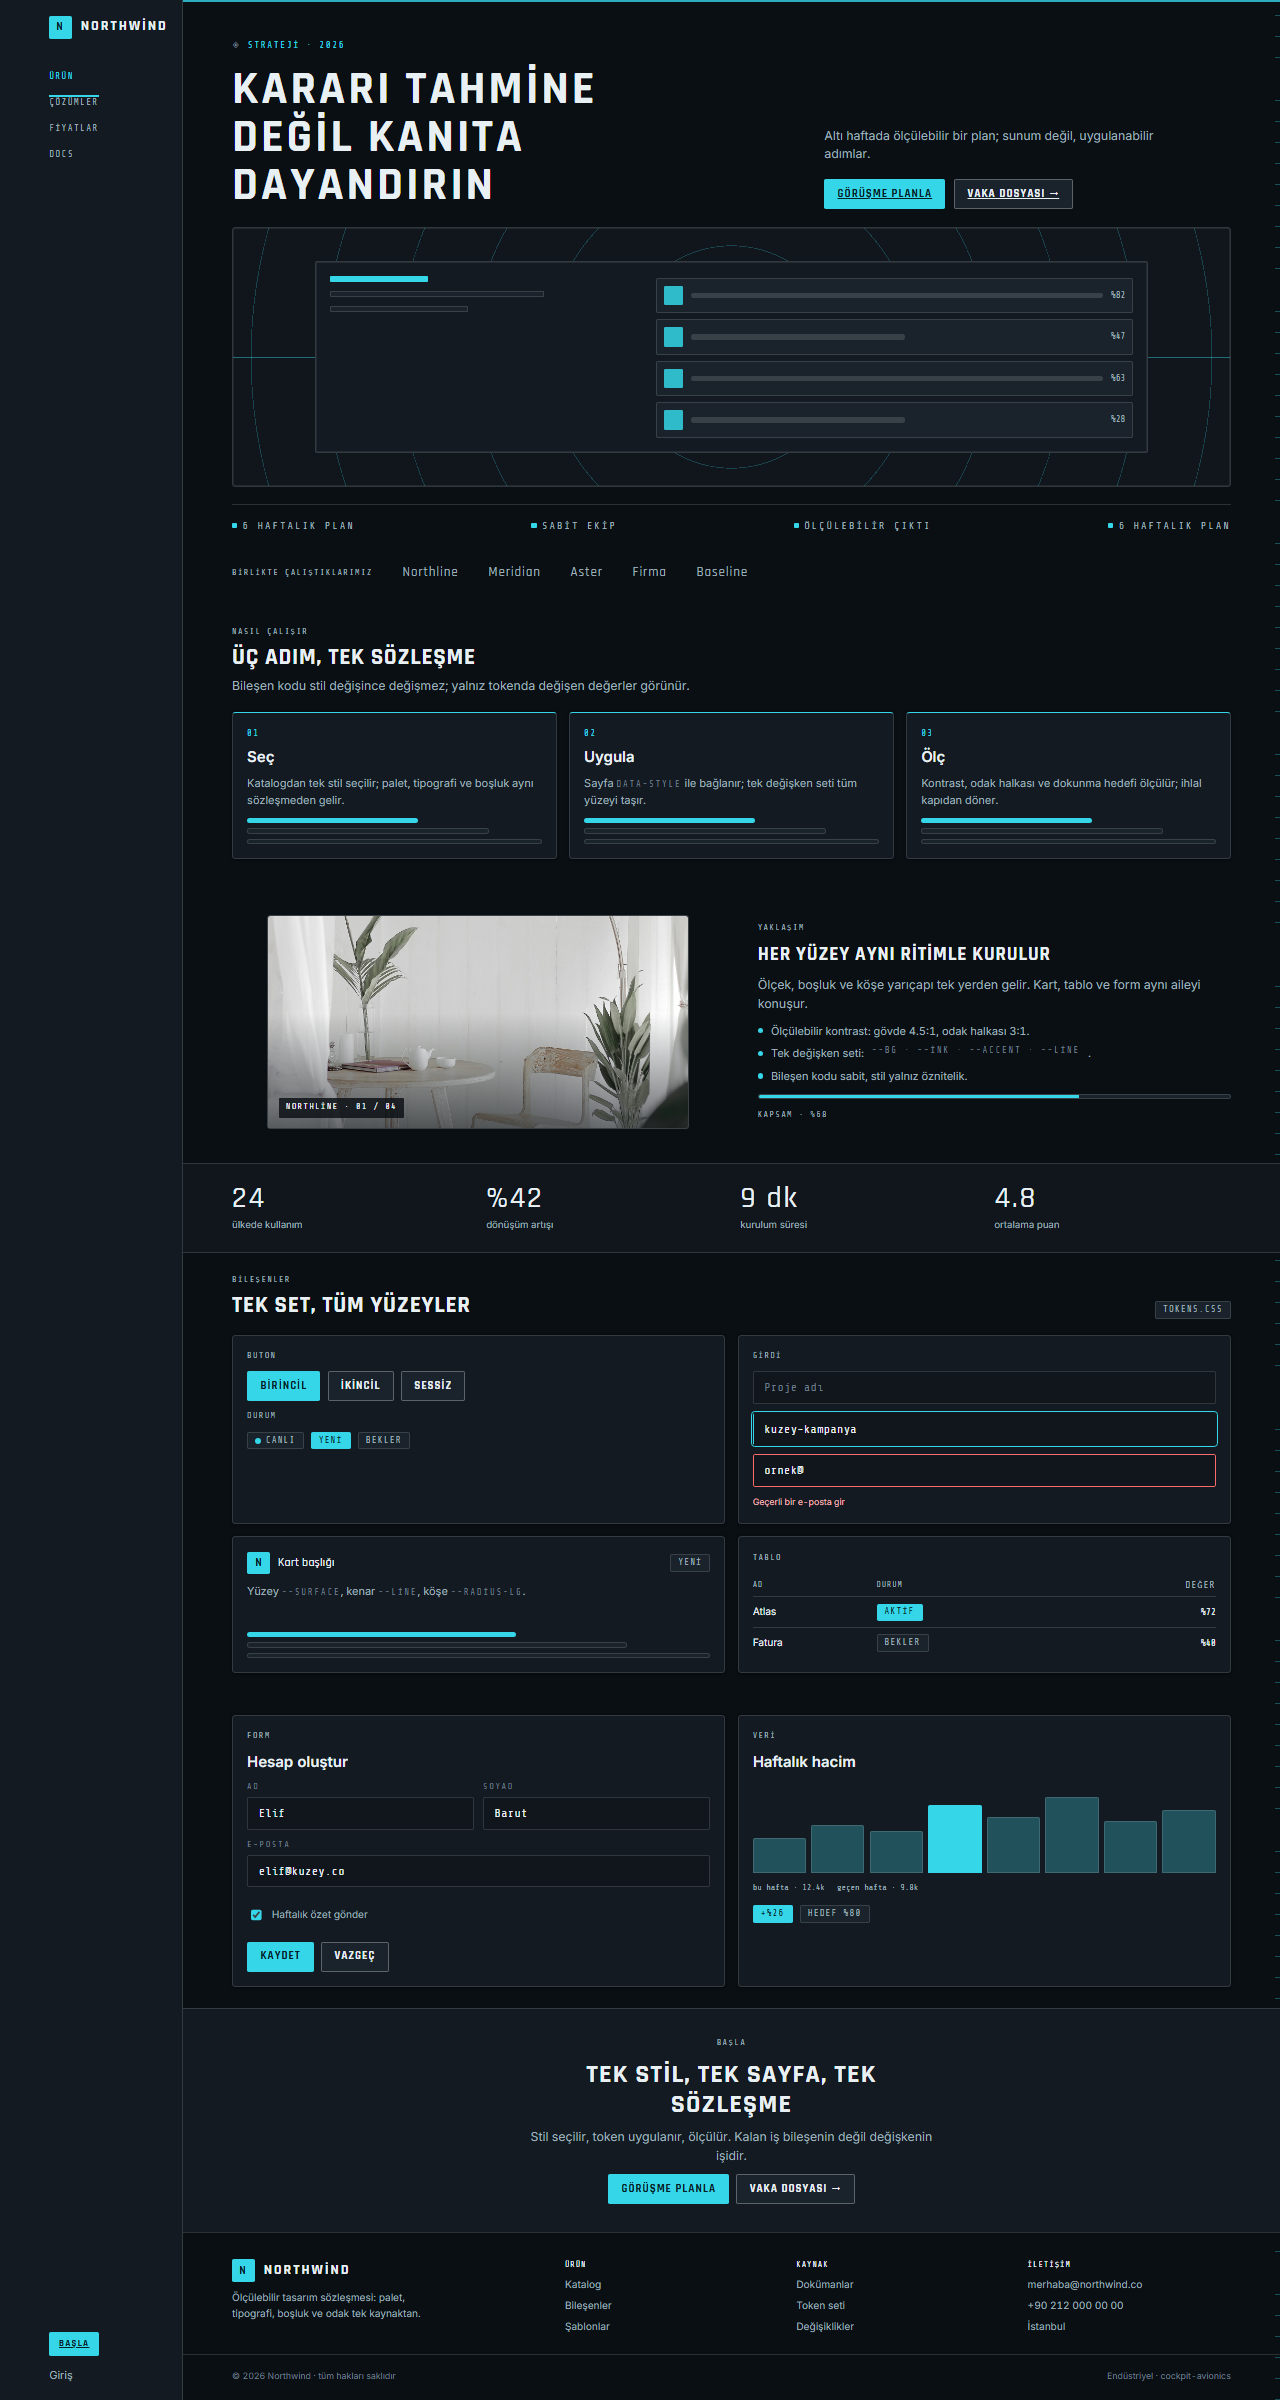 N NORTHWİND
ÜRÜN
ÇÖZÜMLER
FİYATLAR
DOCS
BAŞLA
Giriş
STRATEJİ · 2026
KARARI TAHMİNE
DEĞİL KANITA
DAYANDIRIN
Altı haftada ölçülebilir bir plan; sunum değil, uygulanabilir
adımlar.
GÖRÜŞME PLANLA VAKA DOSYASI →
%82
%47
%63
%28
6 HAFTALIK PLAN SABİT EKİP ÖLÇÜLEBİLİR ÇIKTI 6 HAFTALIK PLAN
BİRLİKTE ÇALIŞTIKLARIMIZ Northline Meridian Aster Firma Baseline
NASIL ÇALIŞIR
ÜÇ ADIM, TEK SÖZLEŞME
Bileşen kodu stil değişince değişmez; yalnız tokenda değişen değerler görünür.
01
Seç
Katalogdan tek stil seçilir; palet, tipografi ve boşluk aynı
sözleşmeden gelir.
02
Uygula
Sayfa DATA-STYLE ile bağlanır; tek değişken seti tüm
yüzeyi taşır.
03
Ölç
Kontrast, odak halkası ve dokunma hedefi ölçülür; ihlal
kapıdan döner.
NORTHLİNE · 01 / 04
YAKLAŞIM
HER YÜZEY AYNI RİTİMLE KURULUR
Ölçek, boşluk ve köşe yarıçapı tek yerden gelir. Kart, tablo ve form aynı aileyi
konuşur.
Ölçülebilir kontrast: gövde 4.5:1, odak halkası 3:1.
Tek değişken seti: --BG · --İNK · --ACCENT · --LİNE .
Bileşen kodu sabit, stil yalnız öznitelik.
KAPSAM · %68
24
ülkede kullanım
%42
dönüşüm artışı
9 dk
kurulum süresi
4.8
ortalama puan
BİLEŞENLER
TEK SET, TÜM YÜZEYLER
TOKENS.CSS
BUTON
BİRİNCİL İKİNCİL SESSİZ
DURUM
CANLI YENİ BEKLER
GİRDİ
Proje adı
kuzey-kampanya
ornek@
Geçerli bir e-posta gir
N Kart başlığı YENİ
Yüzey --SURFACE, kenar --LİNE, köşe --RADİUS-LG.
TABLO
AD DURUM DEĞER
Atlas AKTİF %72
Fatura BEKLER %40
FORM
Hesap oluştur
AD SOYAD
Elif Barut
E-POSTA
elif@kuzey.co
Haftalık özet gönder
KAYDET VAZGEÇ
VERİ
Haftalık hacim
bu hafta · 12.4k geçen hafta · 9.8k
+%26 HEDEF %80
BAŞLA
TEK STİL, TEK SAYFA, TEK
SÖZLEŞME
Stil seçilir, token uygulanır, ölçülür. Kalan iş bileşenin değil değişkenin
işidir.
GÖRÜŞME PLANLA VAKA DOSYASI →
N NORTHWİND
Ölçülebilir tasarım sözleşmesi: palet,
tipografi, boşluk ve odak tek kaynaktan.
ÜRÜN
Katalog
Bileşenler
Şablonlar
KAYNAK
Dokümanlar
Token seti
Değişiklikler
İLETİŞİM
merhaba@northwind.co
+90 212 000 00 00
İstanbul
© 2026 Northwind · tüm hakları saklıdır
Endüstriyel · cockpit-avionics